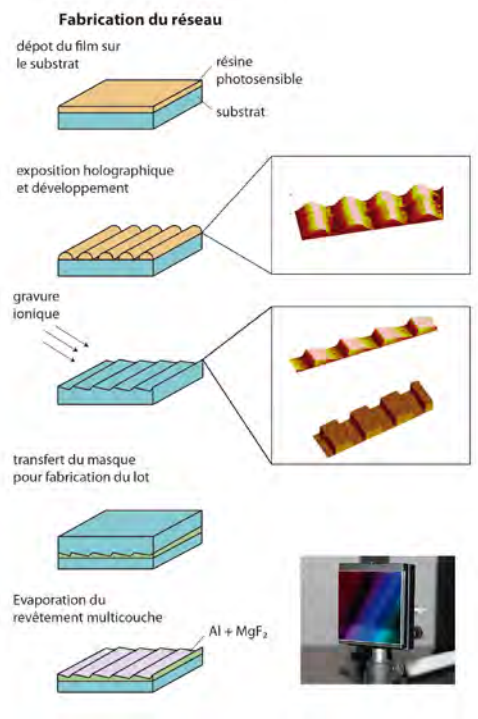 Fabrication du réseau
dépot du film sur
le substrat
résine
photosensible
substrat
exposition holographique
et développement
gravure
ionique
transfert du masque
pour fabrication du lot
Evaporation du
revêtement multicouche
Al + MgF₂